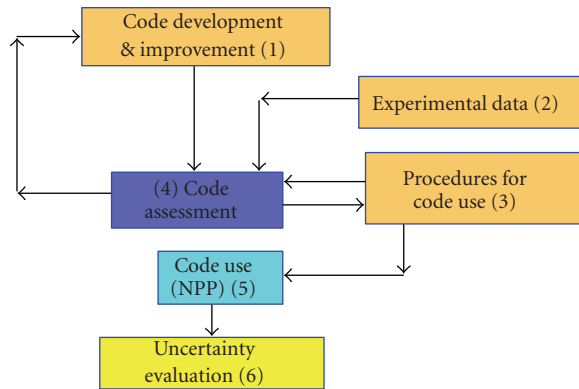 Code development
& improvement (1)
Experimental data (2)
(4) Code
assessment
Procedures for
code use (3)
Code use
(NPP) (5)
Uncertainty
evaluation (6)